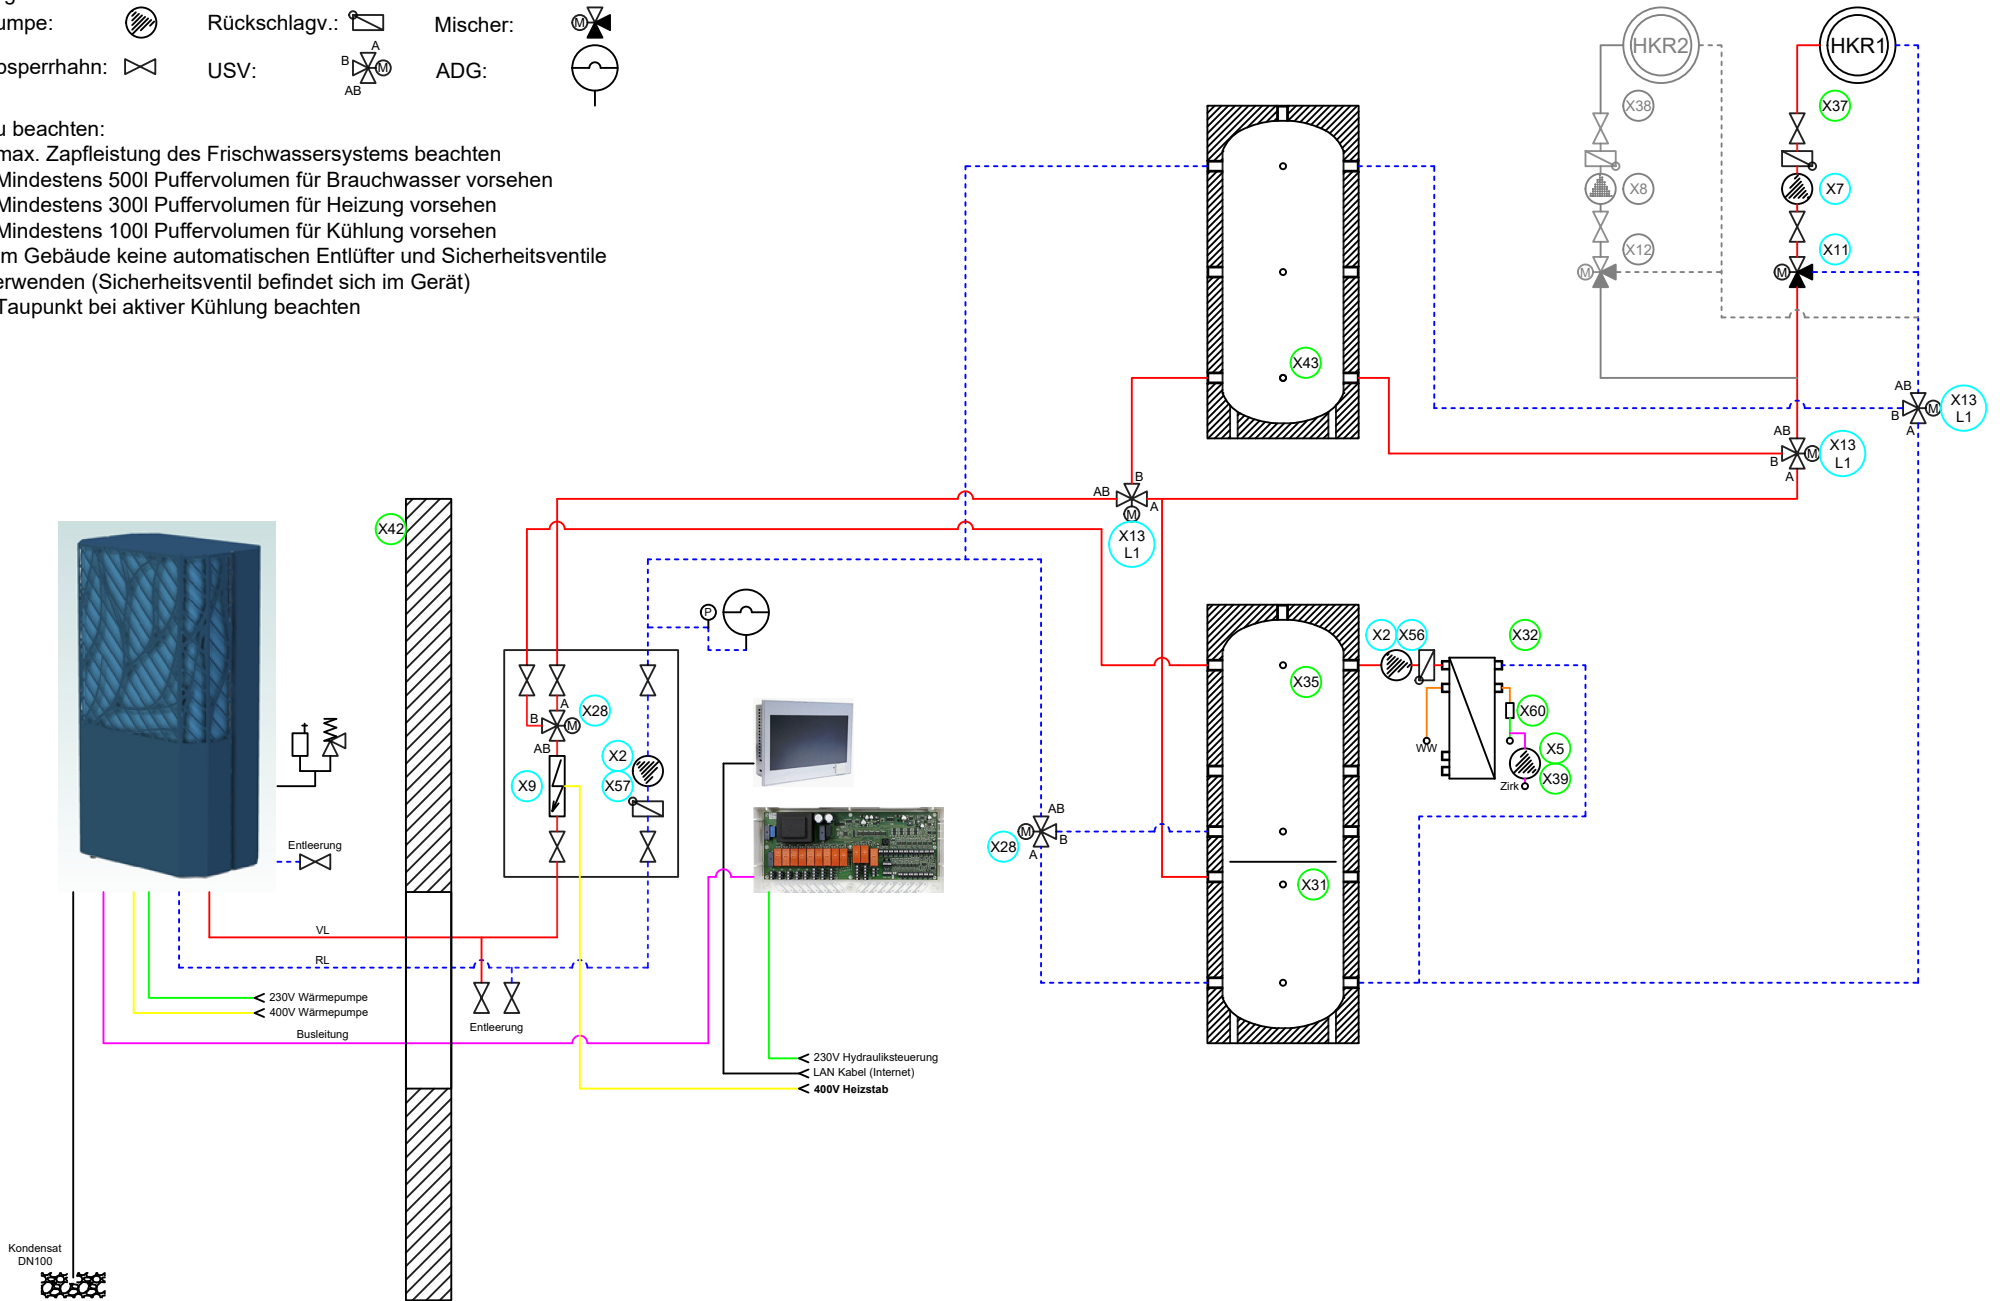 umpe:
Rückschlagv.:
Mischer:
bsperrhahn:
USV:
A
B
M
AB
ADG:
M
u beachten:
max. Zapfleistung des Frischwassersystems beachten
Mindestens 500l Puffervolumen für Brauchwasser vorsehen
Mindestens 300l Puffervolumen für Heizung vorsehen
Mindestens 100l Puffervolumen für Kühlung vorsehen
m Gebäude keine automatischen Entlüfter und Sicherheitsventile
erwenden (Sicherheitsventil befindet sich im Gerät)
Taupunkt bei aktiver Kühlung beachten
HKR2
HKR1
X38
X37
X8
X7
X12
X11
M
M
X43
AB
B
M
A
X13
L1
AB
B
M
A
X13
L1
B
AB
A
M
X13
L1
X42
P
A
B
M
X28
AB
X9
X2
X57
X2
X56
X32
X35
X60
WW
X5
X39
Zirk
AB
M
B
A
X28
X31
Entleerung
VL
RL
230V Wärmepumpe
400V Wärmepumpe
Busleitung
Entleerung
230V Hydrauliksteuerung
LAN Kabel (Internet)
400V Heizstab
Kondensat
DN100